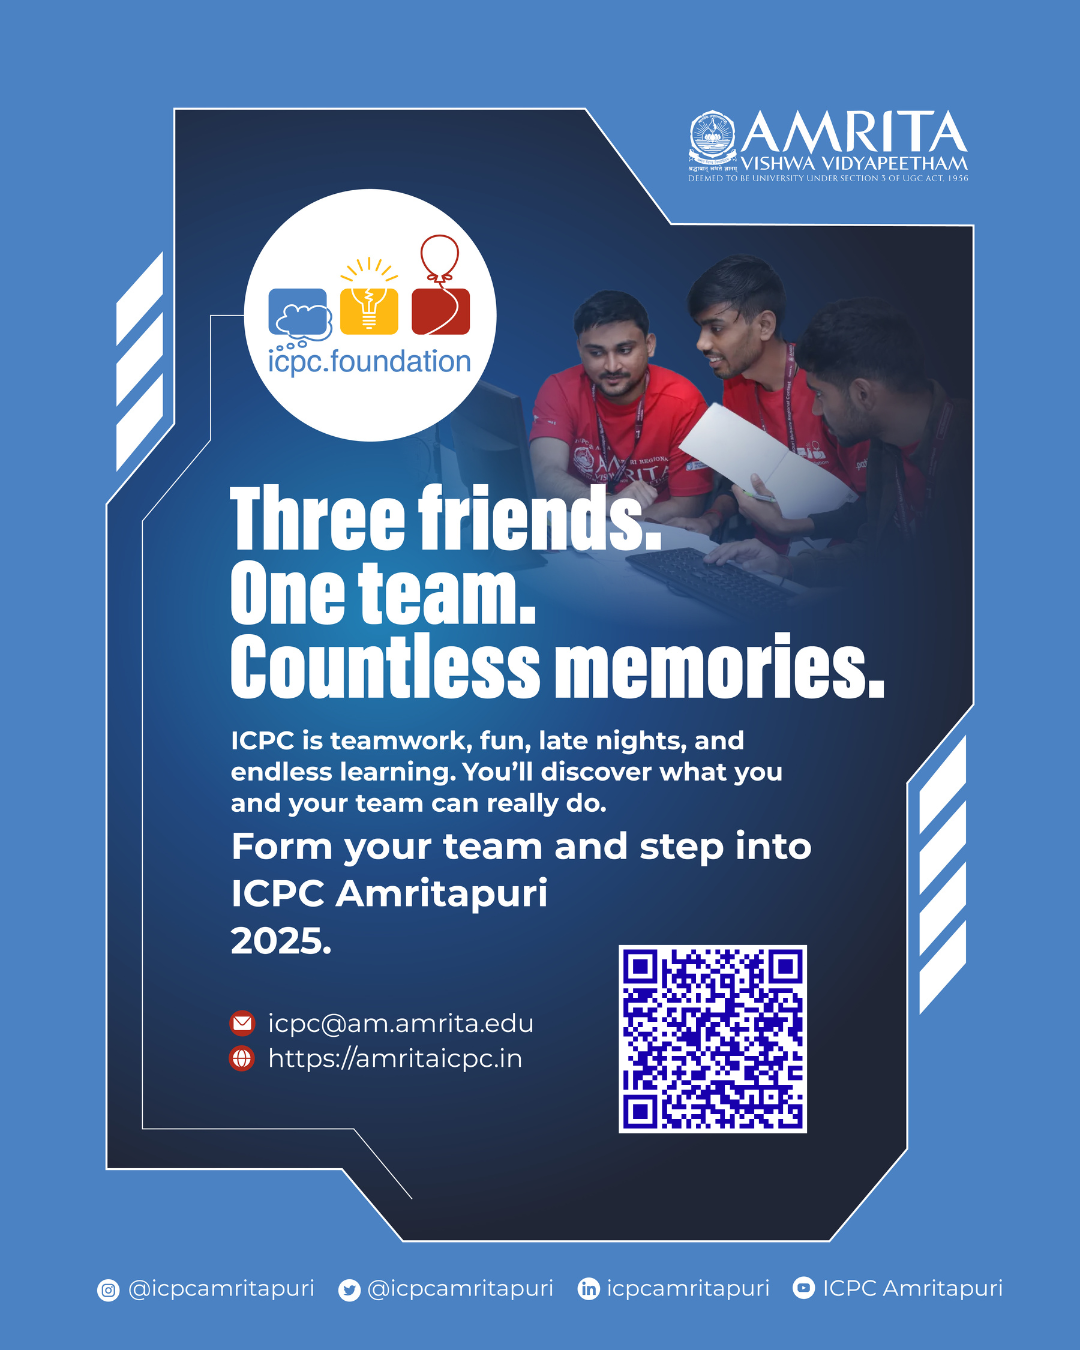 AMRITA
VISHWA VIDYAPEETHAM
DEEMED TO BE UNIVERSITY UNDER SECTION 3 OF UGC ACT, 1956
icpc.foundation
Three friends.
One team.
Countless memories.
ICPC is teamwork, fun, late nights, and
endless learning. You'll discover what you
and your team can really do.
Form your team and step into
ICPC Amritapuri
2025.
icpc@am.amrita.edu
https://amritaicpc.in
@icpcamritapuri @icpcamritapuri icpcamritapuri ICPC Amritapuri